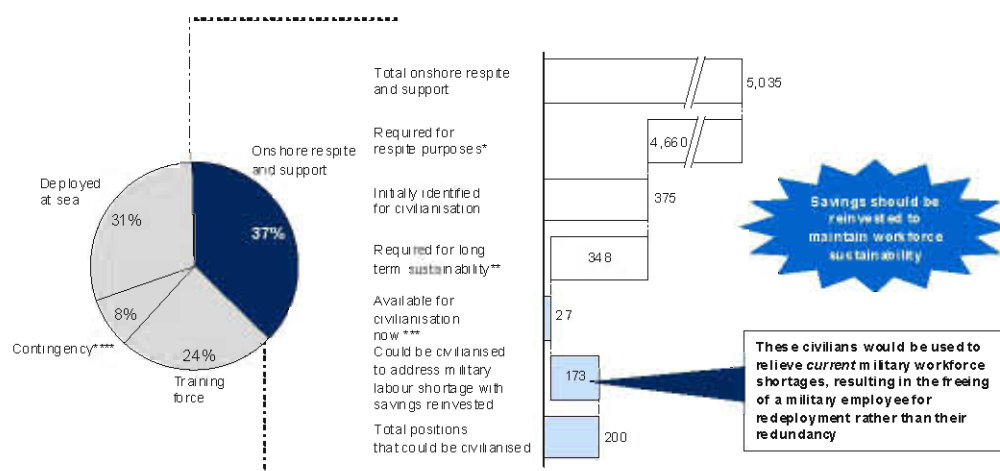 Onshore respite
and support
37%
Deployed
at sea
31%
8%
Contingency****
24%
Training
force
Total onshore respite
and support
5,035
Required for
respite purposes*
4,660
Initially identified
for civilianisation
375
Required for long
term sustainability**
348
Available for
civilianisation
now ***
27
Could be civilianised
to address military
labour shortage with
savings reinvested
173
Total positions
that could be civilianised
200
Savings should be
reinvested to
maintain workforce
sustainability
These civilians would be used to
relieve current military workforce
shortages, resulting in the freeing
of a military employee for
redeployment rather than their
redundancy